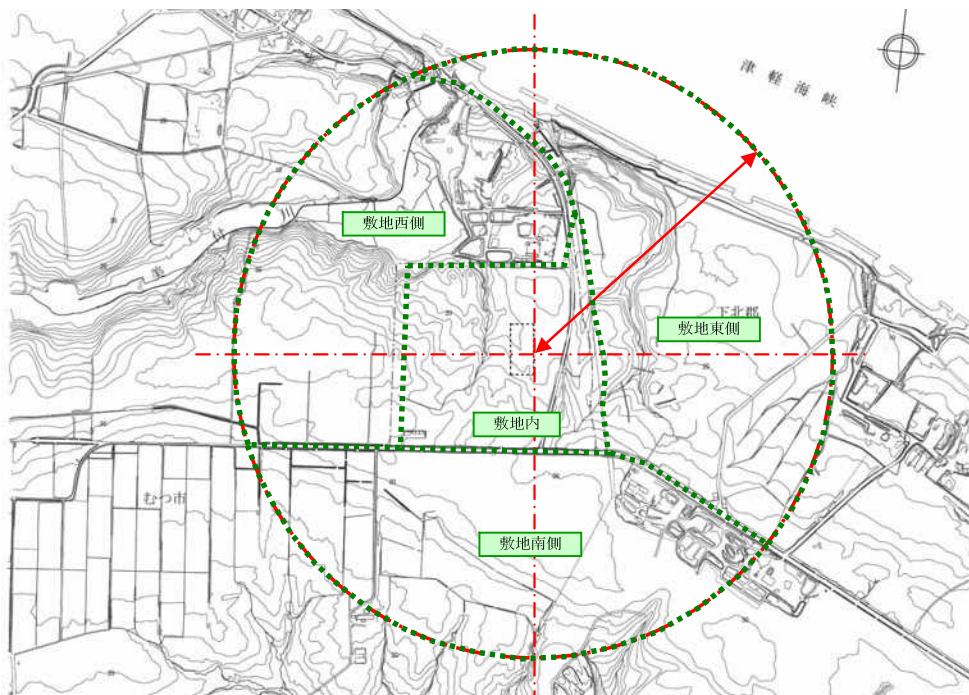 津軽海峡
敷地西側
下北郡
敷地東側
敷地内
むつ市
敷地南側